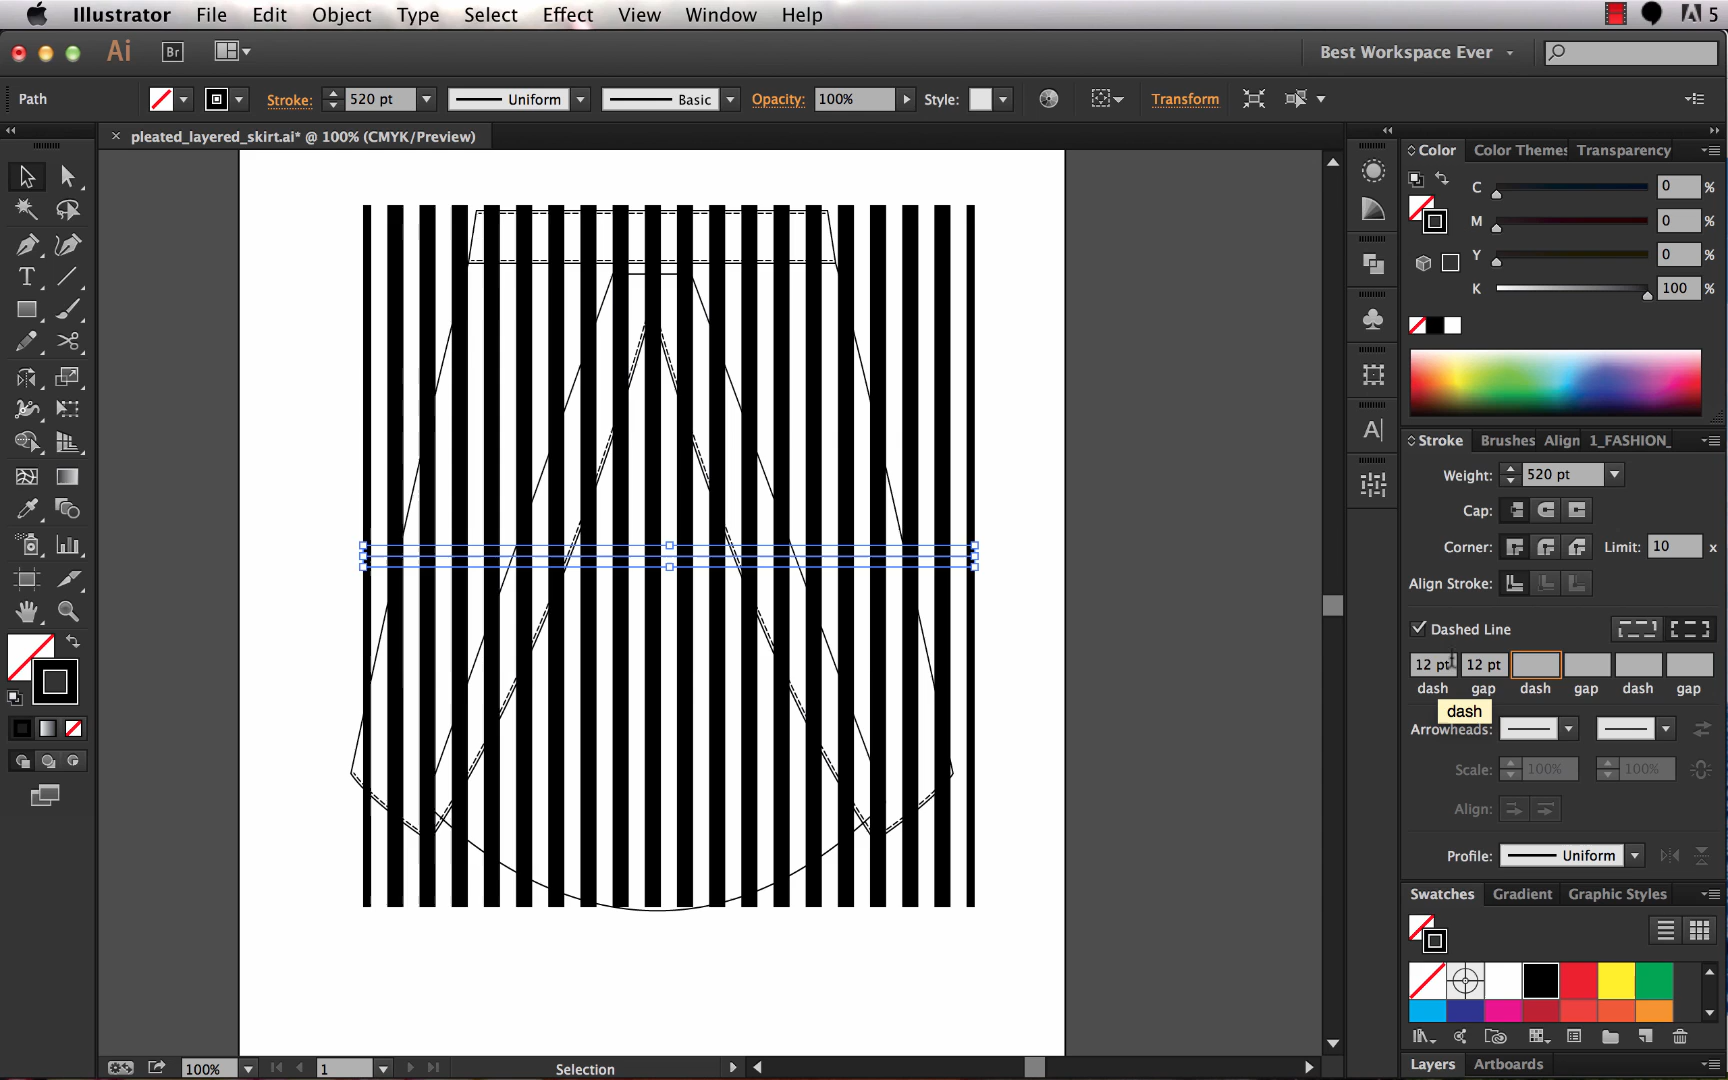 Illustrator File Edit Object Type Select Effect View Window Help 5
Ai Br Best Workspace Ever
Path Stroke: 520 pt Uniform Basic Opacity: 100% Style: Transform
× pleated_layered_skirt.ai* @ 100% (CMYK/Preview)
Color Color Themes Transparency
C 0 %
M 0 %
Y 0 %
K 100 %
Stroke Brushes Align 1_FASHION_
Weight: 520 pt
Cap:
Corner: Limit: 10 x
Align Stroke:
Dashed Line
12 pt 12 pt
dash gap dash gap dash gap
dash
Arrowheads:
Scale: 100% 100%
Align:
Profile: Uniform
Swatches Gradient Graphic Styles
Layers Artboards
100% 1 Selection